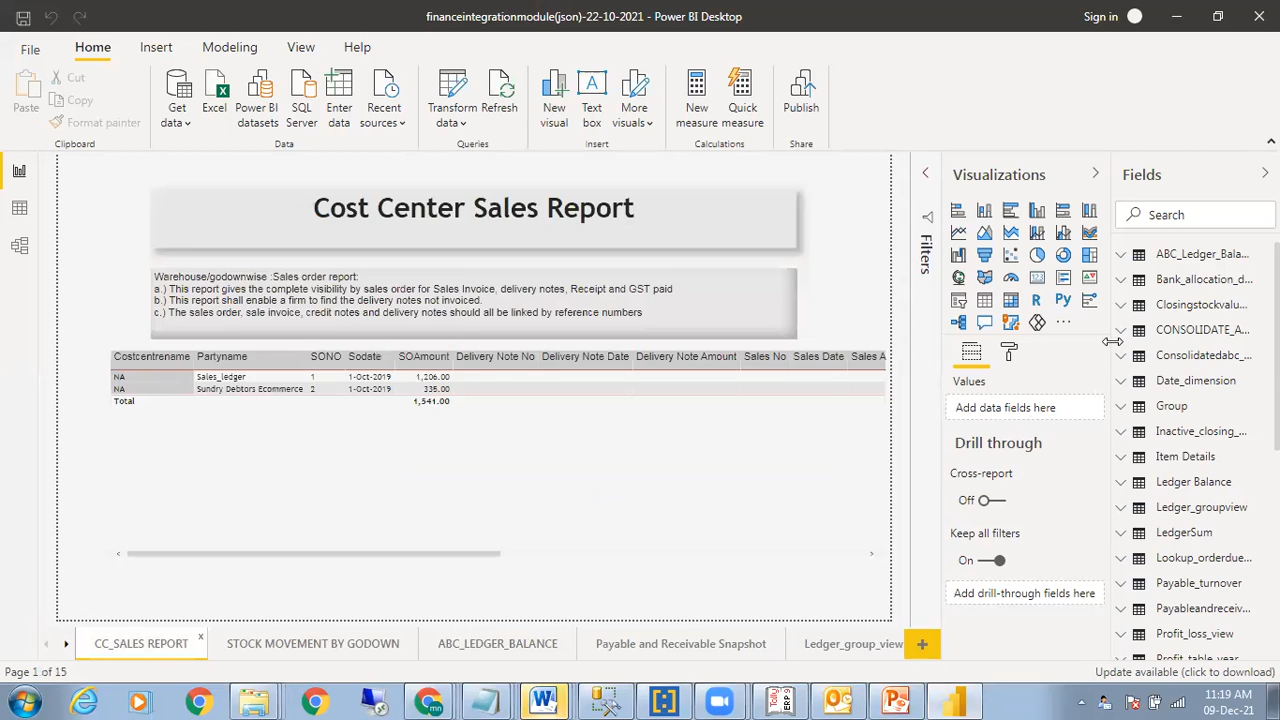 financeintegrationmodule(json)-22-10-2021 - Power BI Desktop
Sign in
File
Home
Insert
Modeling
View
Help
Paste
Cut
Copy
Format painter
Clipboard
Get data
Excel
Power BI datasets
SQL Server
Enter data
Recent sources
Data
Transform data
Refresh
Queries
New visual
Text box
More visuals
Insert
New measure
Quick measure
Calculations
Publish
Share
Cost Center Sales Report
Warehouse/godownwise :Sales order report:
a.) This report gives the complete visibility of sales order for Sales Invoice, delivery notes, Receipt and GST paid
b.) This report shall enable a firm to find the delivery notes not invoiced.
c.) The sales order, sale invoice, credit notes and delivery notes should all be linked by reference numbers
Costcentrename Partyname SONO Sodate SOAmount Delivery Note No Delivery Note Date Delivery Note Amount Sales No Sales Date Sales A
NA Sales_ledger 1 1-Oct-2019 1,206.00
NA Sundry Debtors Ecommerce 2 1-Oct-2019 335.00
Total 1,541.00
Filters
Visualizations
R
Py
Values
Add data fields here
Drill through
Cross-report
Off
Keep all filters
On
Add drill-through fields here
Fields
Search
ABC_Ledger_Bala...
Bank_allocation_d...
Closingstockvalu...
CONSOLIDATE_A...
Consolidatedabc_...
Date_dimension
Group
Inactive_closing_...
Item Details
Ledger Balance
Ledger_groupview
LedgerSum
Lookup_orderdue...
Payable_turnover
Payableandreceiv...
Profit_loss_view
Profit_table_year
CC_SALES REPORT
STOCK MOVEMENT BY GODOWN
ABC_LEDGER_BALANCE
Payable and Receivable Snapshot
Ledger_group_view
Page 1 of 15
Update available (click to download)
11:19 AM
09-Dec-21